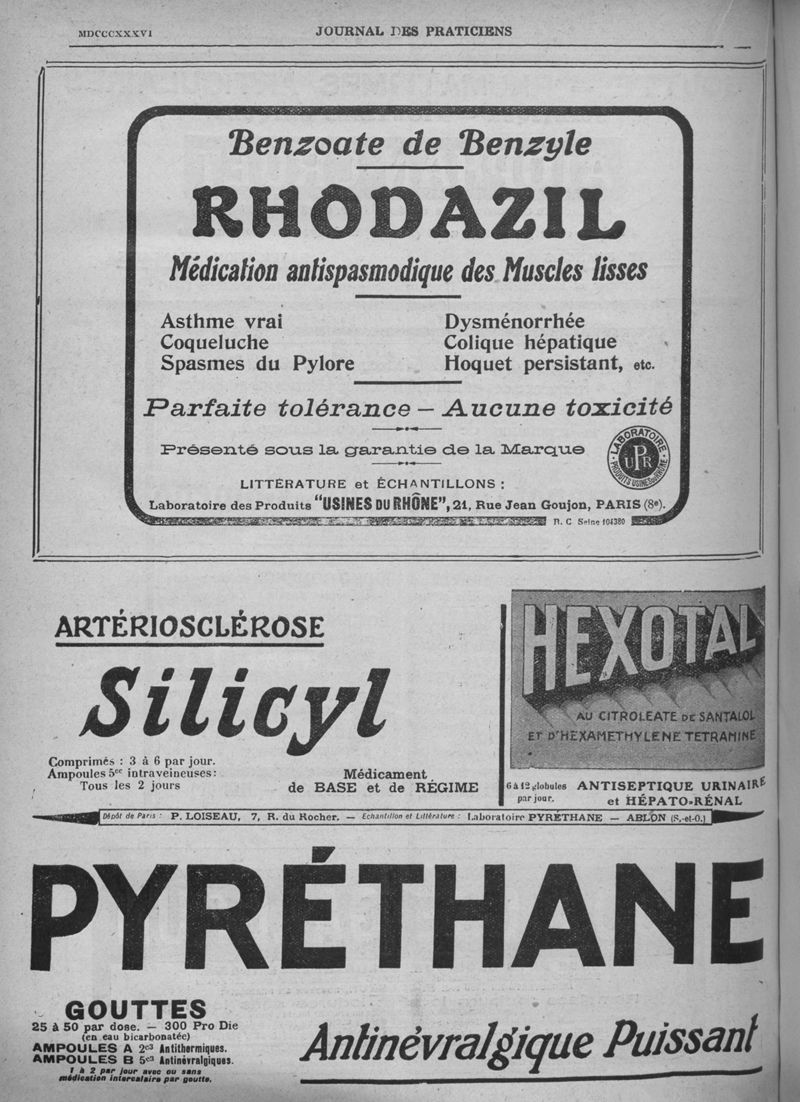 MDCCCXXXVI
JOURNAL DES PRATICIENS
Benzoate de Benzyle
RHODAZIL
Médication antispasmodique des Muscles lisses
Asthme vrai
Coqueluche
Spasmes du Pylore
Dysménorrhée
Colique hépatique
Hoquet persistant, etc.
Parfaite tolérance — Aucune toxicité
Présenté sous la garantie de la Marque
LABORATOIRE
UPR
PRODUITS USINES DU RHÔNE
LITTÉRATURE et ÉCHANTILLONS :
Laboratoire des Produits "USINES DU RHÔNE", 21, Rue Jean Goujon, PARIS (8e).
R. C Seine 104380
ARTÉRIOSCLÉROSE
Silicyl
Comprimés : 3 à 6 par jour.
Ampoules 5cc intraveineuses:
Tous les 2 jours
Médicament
de BASE et de RÉGIME
HEXOTAL
AU CITROLEATE DE SANTALOL
ET D'HEXAMETHYLENE TETRAMINE
6 à 12 globules
par jour.
ANTISEPTIQUE URINAIRE
et HÉPATO-RÉNAL
Dépôt de Paris : P. LOISEAU, 7, R. du Rocher. — Echantillon et Littérature : Laboratoire PYRÉTHANE — ABLON (S.-et-O.)
PYRÉTHANE
GOUTTES
25 à 50 par dose. — 300 Pro Die
(en eau bicarbonatée)
AMPOULES A 2cs Antithermiques.
AMPOULES B 5cs Antinévralgiques.
1 à 2 par jour avec ou sans
médication intercalaire par goutte.
Antinévralgique Puissant